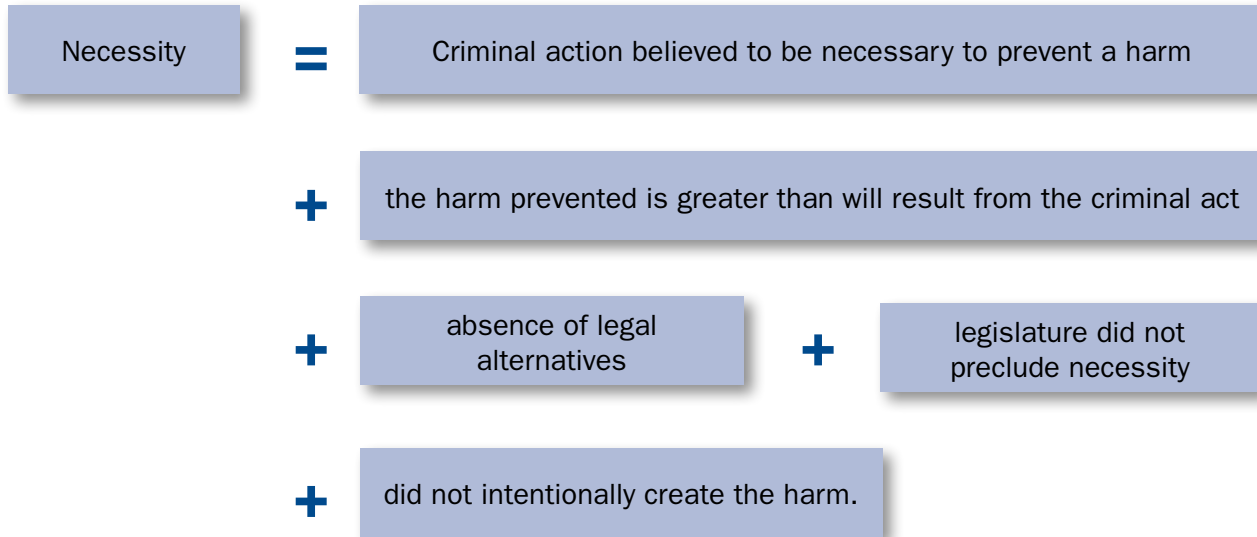 Necessity = Criminal action believed to be necessary to prevent a harm
+ the harm prevented is greater than will result from the criminal act
+ absence of legal
alternatives
+ legislature did not
preclude necessity
+ did not intentionally create the harm.